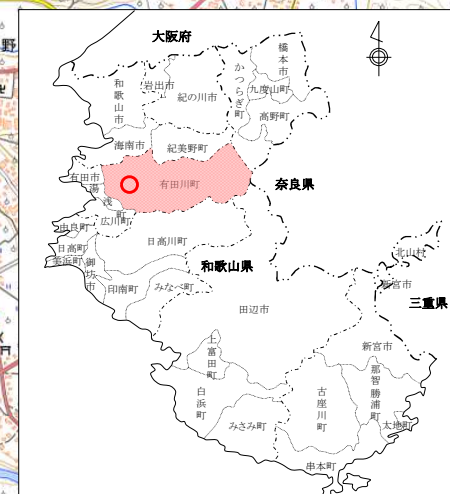 大阪府
野
橋本市
かつらぎ町
和歌山市
岩出市
紀の川市
九度山町
高野町
海南市
紀美野町
有田市
有田川町
奈良県
湯浅町
広川町
由良町
日高町
日高川町
美浜町
御坊市
和歌山県
北山村
新宮市
印南町
みなべ町
三重県
田辺市
上富田町
新宮市
白浜町
古座川町
那智勝浦町
みさみ町
太地町
串本町